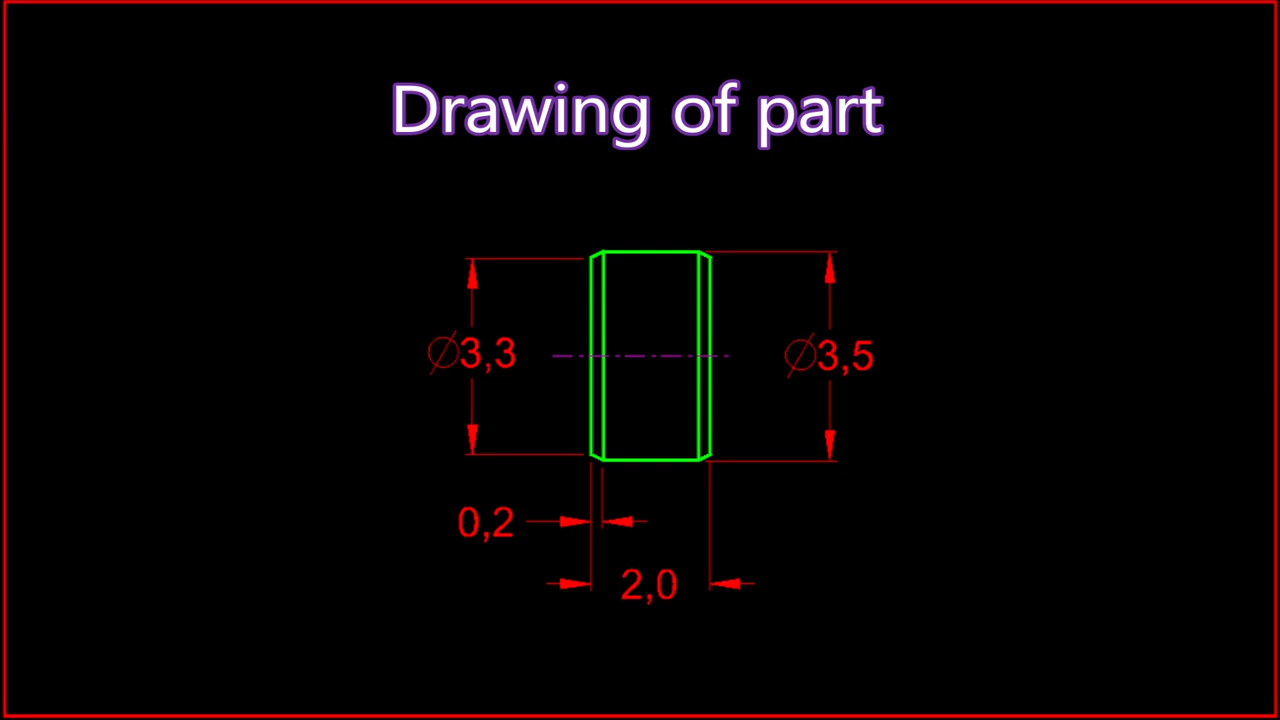 Drawing of part
∅3,3
∅3,5
0,2
2,0